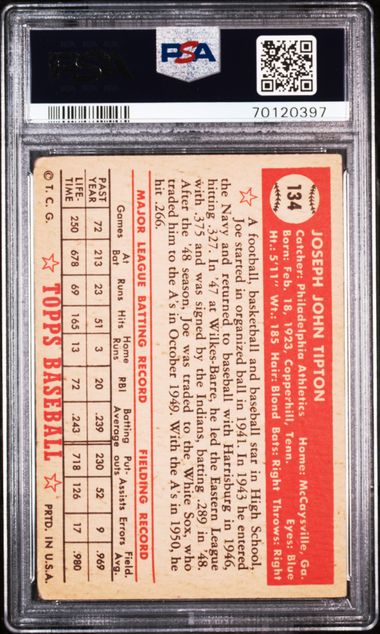 PSA
PSA
70120397
134
JOSEPH JOHN TIPTON
Catcher: Philadelphia Athletics Home: McCaysville, Ga.
Born: Feb. 18, 1923, Copperhill, Tenn. Eyes: Blue
Ht.: 5'11" Wt.: 185 Hair: Blond Bats: Right Throws: Right
A football, basketball and baseball star in High School,
Joe started in organized ball in 1941. In 1943 he entered
the Navy and returned to baseball with Harrisburg in 1946,
hitting .327. In '47 at Wilkes-Barre, he led the Eastern League
with .375 and was signed by the Indians, batting .289 in '48.
After the '48 season, Joe was traded to the White Sox, who
traded him to the A's in October 1949. With the A's in 1950, he
hit .266.
MAJOR LEAGUE BATTING RECORD FIELDING RECORD
Games At Bat Runs Hits Home Runs RBI Batting Average Put-outs Assists Errors Field. Avg.
PAST YEAR 72 213 23 51 3 20 .239 230 52 9 .969
LIFE-TIME 250 678 69 165 13 72 .243 718 126 17 .980
© T. C. G. TOPPS BASEBALL PRTD. IN U.S.A.